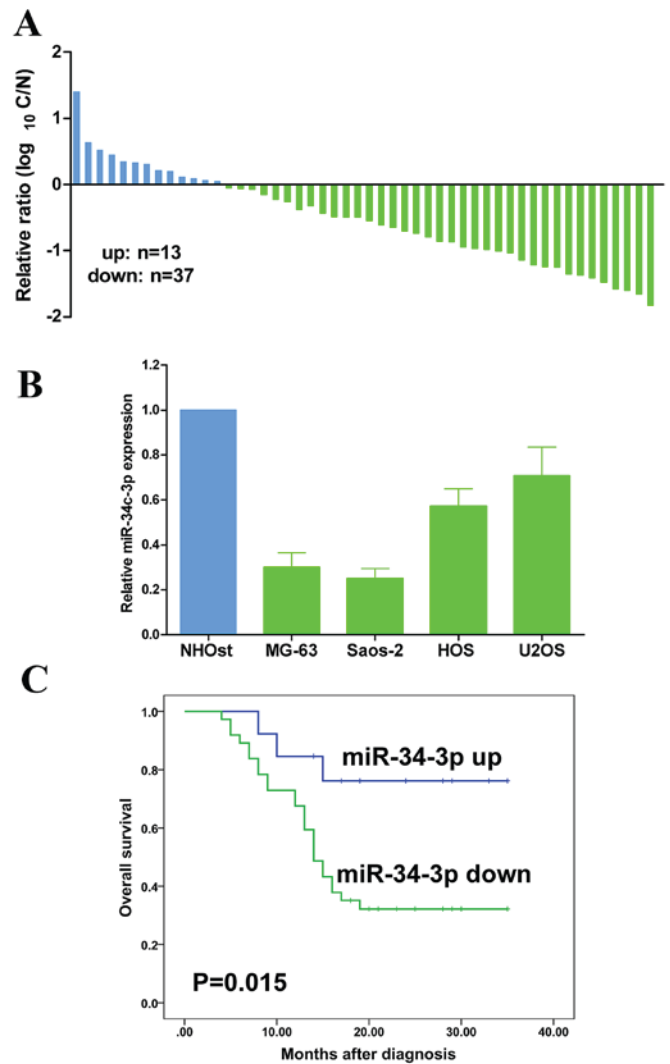 A
Relative ratio (log 10 C/N)
2
1
0
-1
-2
up: n=13
down: n=37
B
Relative miR-34c-3p expression
1.2
1.0
0.8
0.6
0.4
0.2
0.0
NHOst MG-63 Saos-2 HOS U2OS
C
Overall survival
1.0
0.8
0.6
0.4
0.2
0.0
miR-34-3p up
miR-34-3p down
P=0.015
.00 10.00 20.00 30.00 40.00
Months after diagnosis